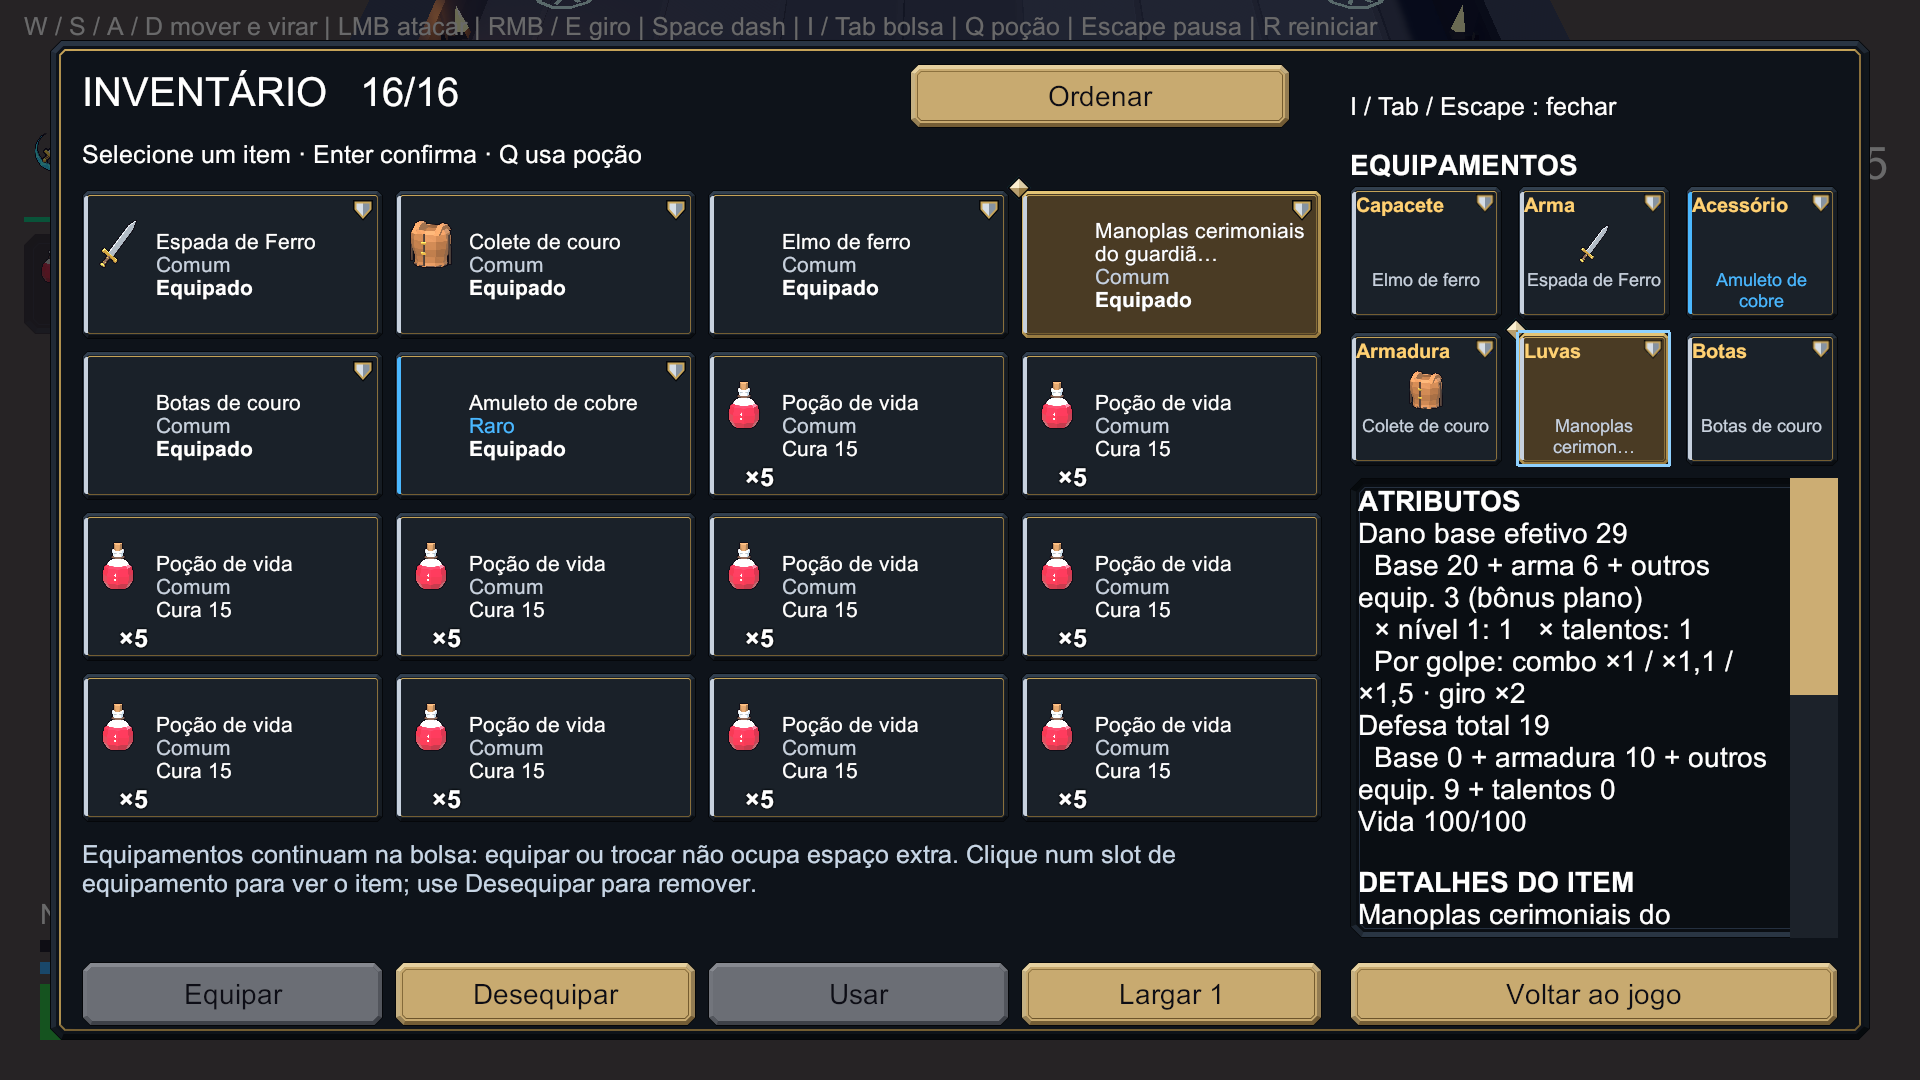 W / S / A / D mover e virar | LMB atacar | RMB / E giro | Space dash | I / Tab bolsa | Q poção | Escape pausa | R reiniciar
INVENTÁRIO 16/16
Ordenar
I / Tab / Escape : fechar
Selecione um item · Enter confirma · Q usa poção
Espada de Ferro
Comum
Equipado
Colete de couro
Comum
Equipado
Elmo de ferro
Comum
Equipado
Manoplas cerimoniais
do guardiã...
Comum
Equipado
Botas de couro
Comum
Equipado
Amuleto de cobre
Raro
Equipado
Poção de vida
Comum
Cura 15
×5
Poção de vida
Comum
Cura 15
×5
Poção de vida
Comum
Cura 15
×5
Poção de vida
Comum
Cura 15
×5
Poção de vida
Comum
Cura 15
×5
Poção de vida
Comum
Cura 15
×5
Poção de vida
Comum
Cura 15
×5
Poção de vida
Comum
Cura 15
×5
Poção de vida
Comum
Cura 15
×5
Poção de vida
Comum
Cura 15
×5
Equipamentos continuam na bolsa: equipar ou trocar não ocupa espaço extra. Clique num slot de
equipamento para ver o item; use Desequipar para remover.
Equipar
Desequipar
Usar
Largar 1
EQUIPAMENTOS
Capacete
Elmo de ferro
Arma
Espada de Ferro
Acessório
Amuleto de
cobre
Armadura
Colete de couro
Luvas
Manoplas
cerimon...
Botas
Botas de couro
ATRIBUTOS
Dano base efetivo 29
Base 20 + arma 6 + outros
equip. 3 (bônus plano)
× nível 1: 1 × talentos: 1
Por golpe: combo ×1 / ×1,1 /
×1,5 · giro ×2
Defesa total 19
Base 0 + armadura 10 + outros
equip. 9 + talentos 0
Vida 100/100
DETALHES DO ITEM
Manoplas cerimoniais do
Voltar ao jogo
5